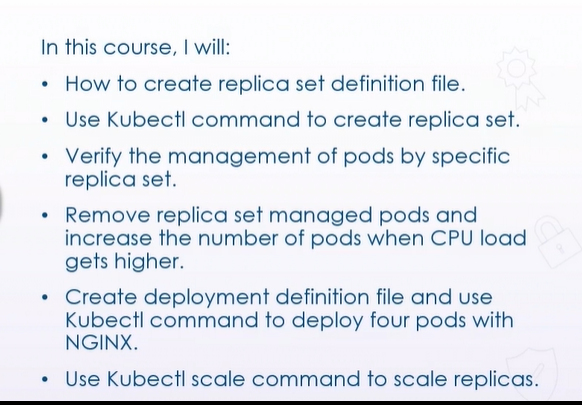 In this course, I will:
• How to create replica set definition file.
• Use Kubectl command to create replica set.
• Verify the management of pods by specific
replica set.
• Remove replica set managed pods and
increase the number of pods when CPU load
gets higher.
• Create deployment definition file and use
Kubectl command to deploy four pods with
NGINX.
• Use Kubectl scale command to scale replicas.